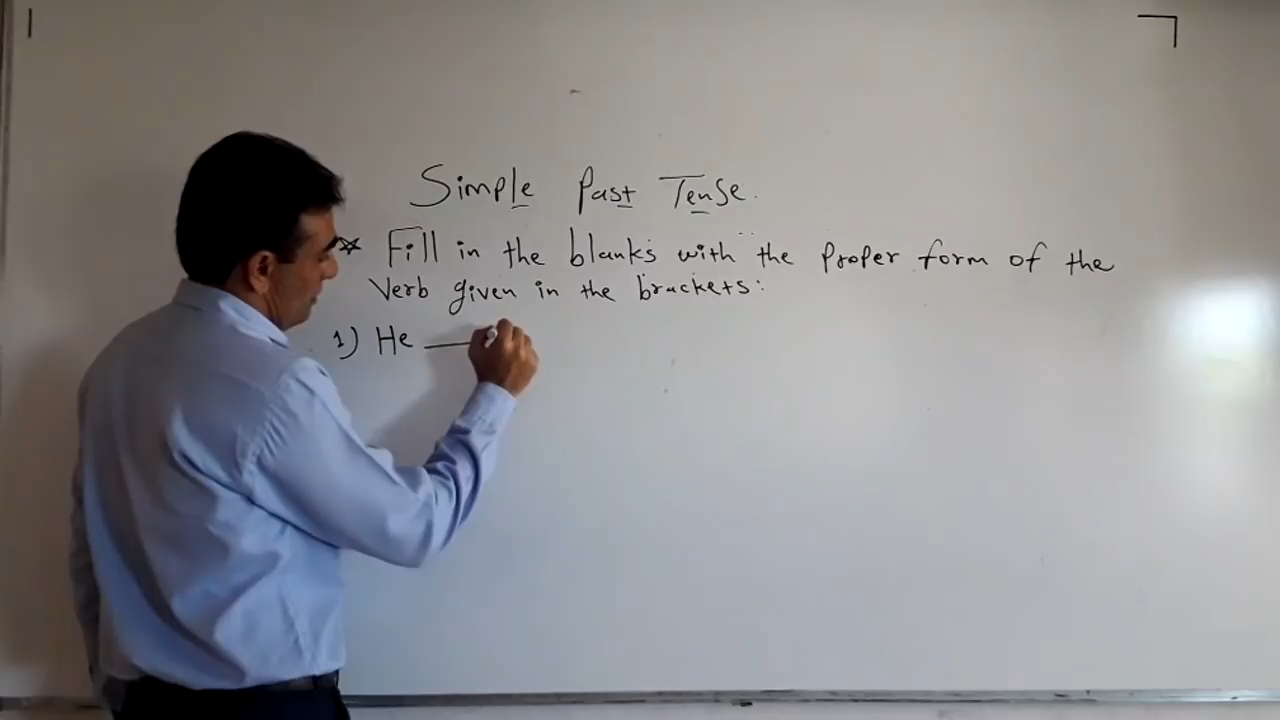 Simple Past Tense.
* Fill in the blanks with the proper form of the
Verb given in the brackets:
1) He ___